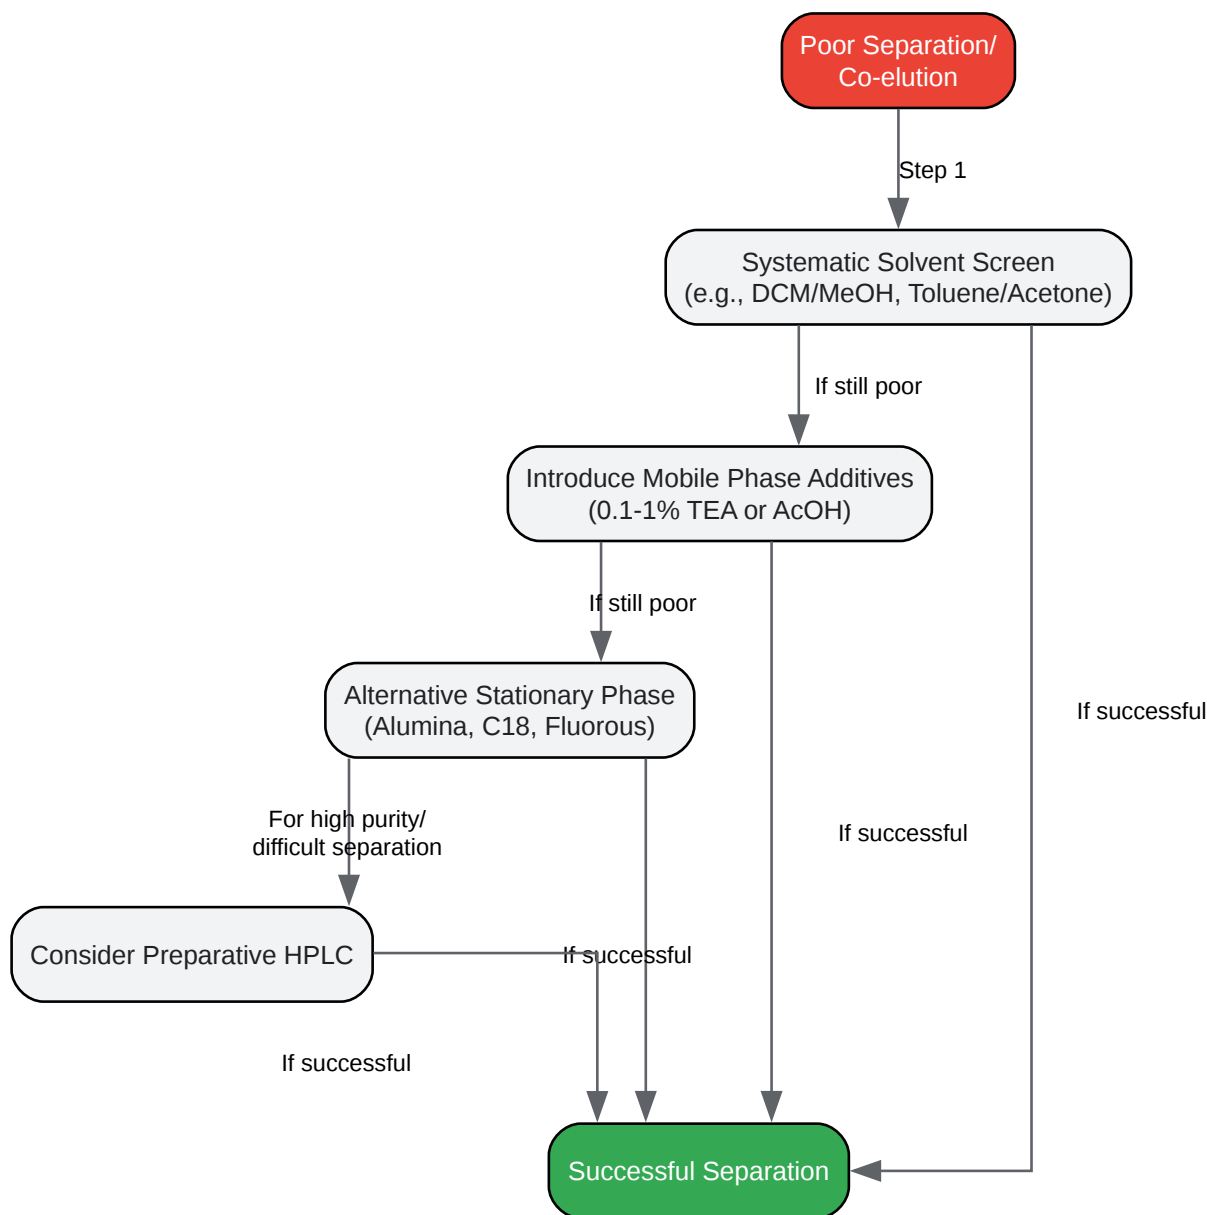 Poor Separation/
Co-elution
Step 1
Systematic Solvent Screen
(e.g., DCM/MeOH, Toluene/Acetone)
If still poor
Introduce Mobile Phase Additives
(0.1-1% TEA or AcOH)
If still poor
Alternative Stationary Phase
(Alumina, C18, Fluorous)
If successful
For high purity/
difficult separation
If successful
Consider Preparative HPLC
If successful
If successful
Successful Separation